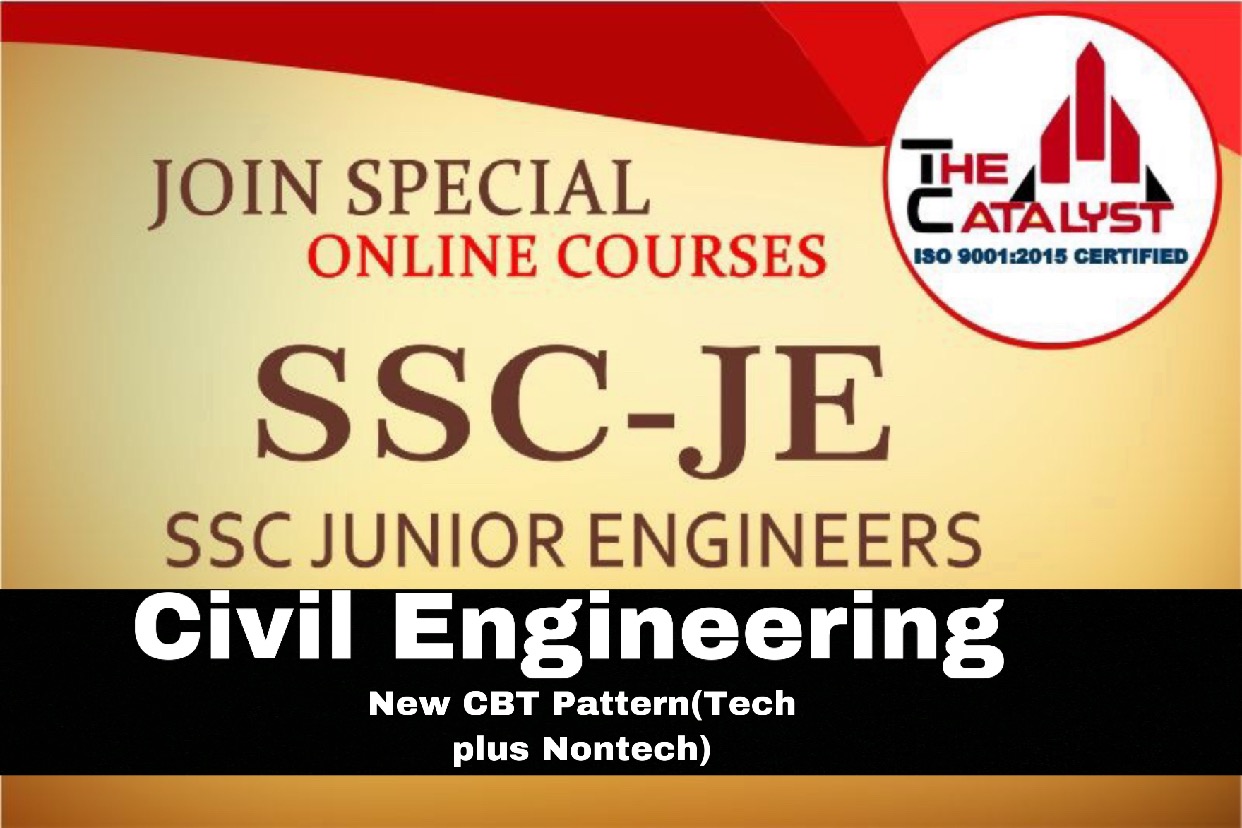 JOIN SPECIAL
ONLINE COURSES
THE
CATALYST
ISO 9001:2015 CERTIFIED
SSC-JE
SSC JUNIOR ENGINEERS
Civil Engineering
New CBT Pattern(Tech
plus Nontech)